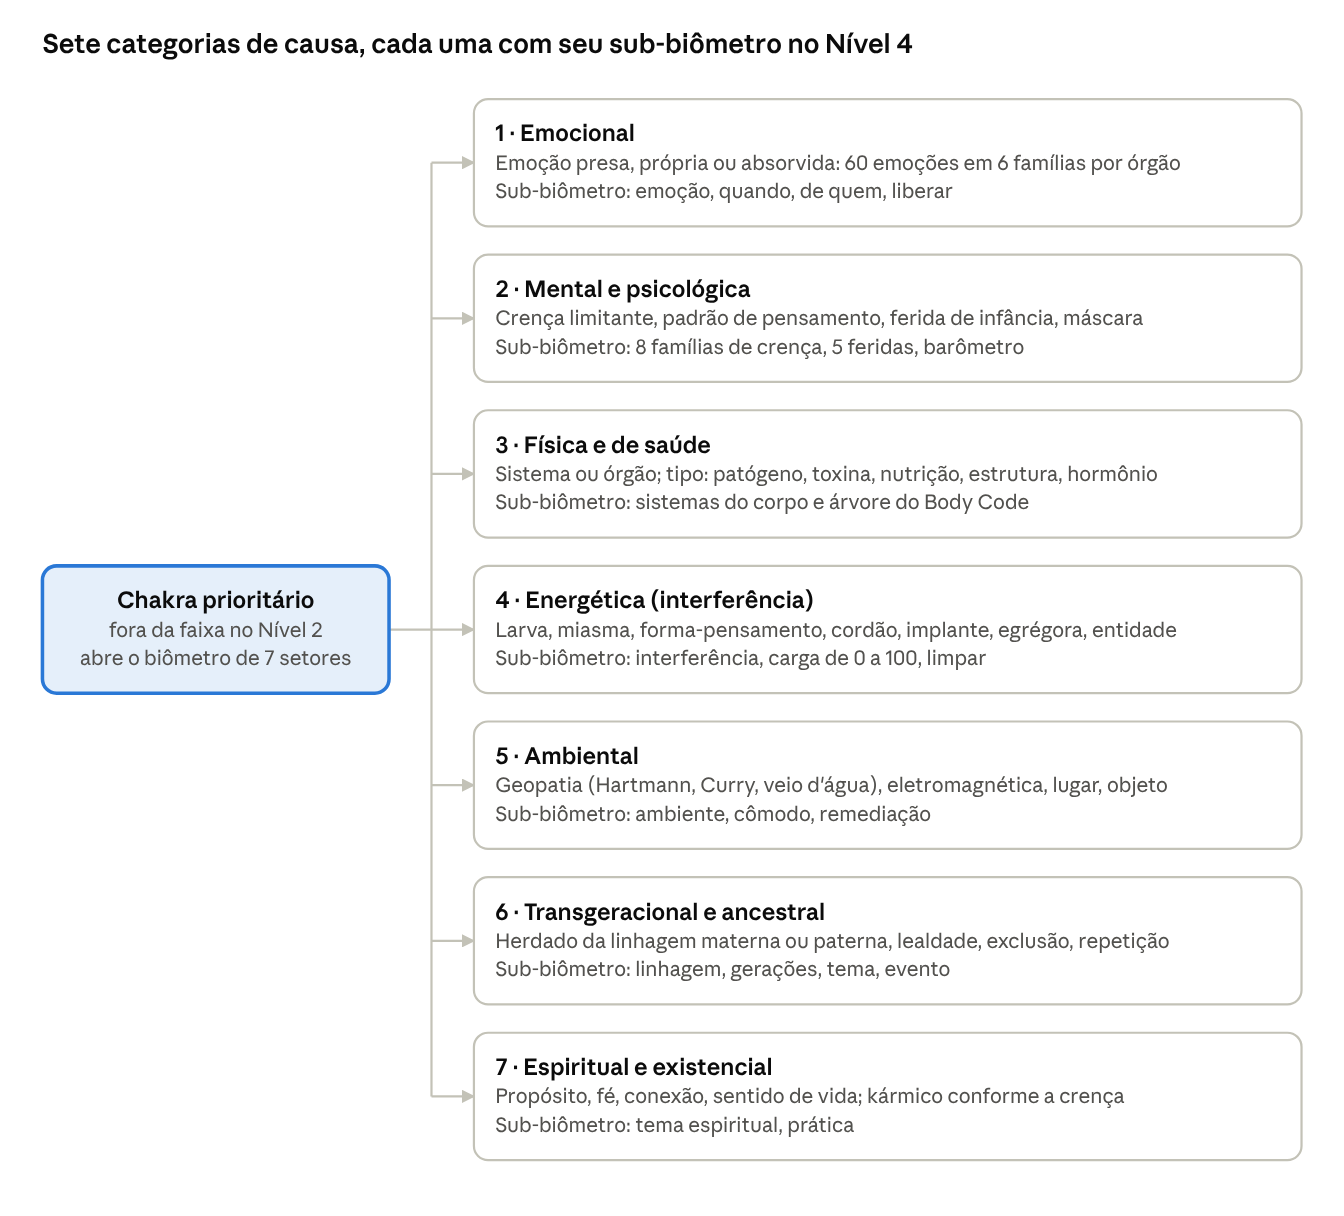 Sete categorias de causa, cada uma com seu sub-biômetro no Nível 4
1 · Emocional
Emoção presa, própria ou absorvida: 60 emoções em 6 famílias por órgão
Sub-biômetro: emoção, quando, de quem, liberar
2 · Mental e psicológica
Crença limitante, padrão de pensamento, ferida de infância, máscara
Sub-biômetro: 8 famílias de crença, 5 feridas, barômetro
3 · Física e de saúde
Sistema ou órgão; tipo: patógeno, toxina, nutrição, estrutura, hormônio
Sub-biômetro: sistemas do corpo e árvore do Body Code
Chakra prioritário
fora da faixa no Nível 2
abre o biômetro de 7 setores
4 · Energética (interferência)
Larva, miasma, forma-pensamento, cordão, implante, egrégora, entidade
Sub-biômetro: interferência, carga de 0 a 100, limpar
5 · Ambiental
Geopatia (Hartmann, Curry, veio d'água), eletromagnética, lugar, objeto
Sub-biômetro: ambiente, cômodo, remediação
6 · Transgeracional e ancestral
Herdado da linhagem materna ou paterna, lealdade, exclusão, repetição
Sub-biômetro: linhagem, gerações, tema, evento
7 · Espiritual e existencial
Propósito, fé, conexão, sentido de vida; kármico conforme a crença
Sub-biômetro: tema espiritual, prática